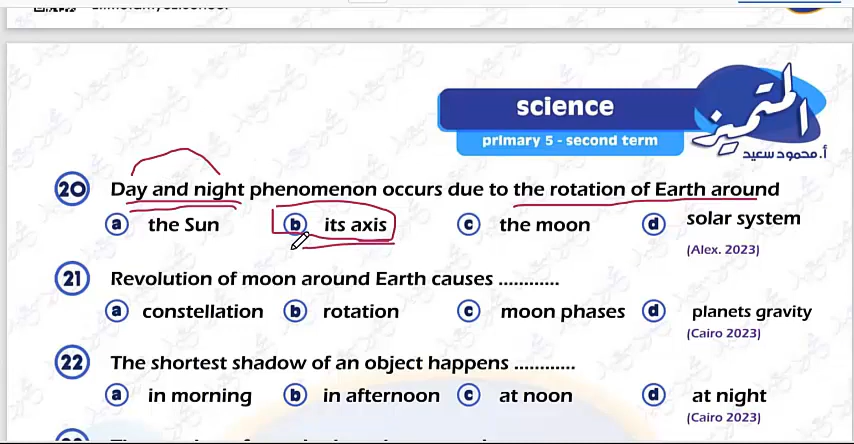 science
primary 5 - second term
المتميز
أ. محمود سعيد
20 Day and night phenomenon occurs due to the rotation of Earth around
a the Sun b its axis c the moon d solar system
(Alex. 2023)
21 Revolution of moon around Earth causes ............
a constellation b rotation c moon phases d planets gravity
(Cairo 2023)
22 The shortest shadow of an object happens ............
a in morning b in afternoon c at noon d at night
(Cairo 2023)